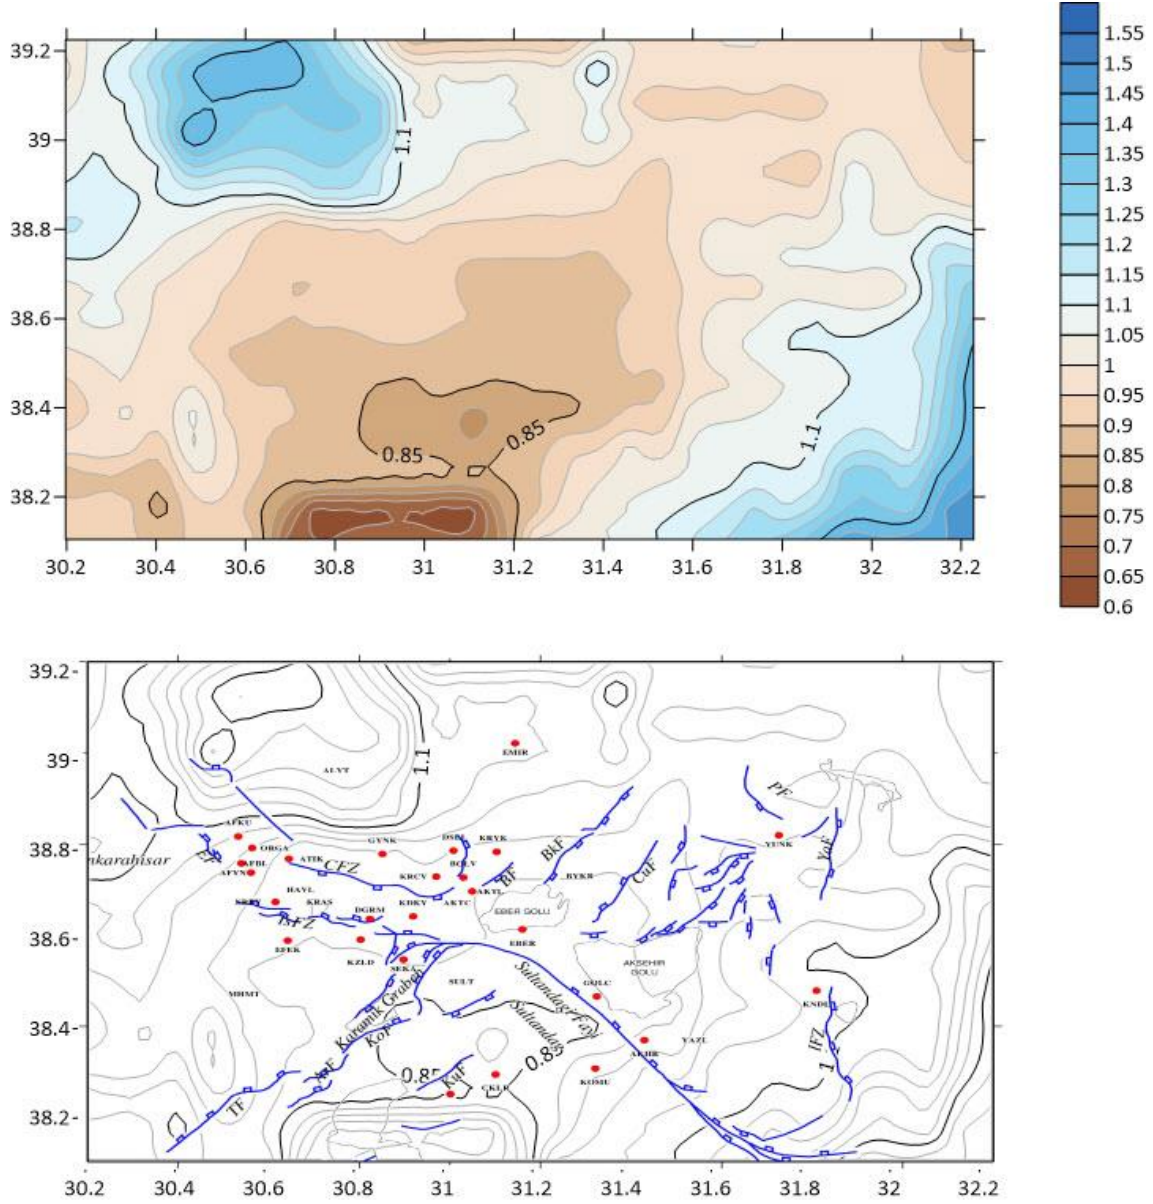 39.2
39
38.8
38.6
38.4
38.2
30.2 30.4 30.6 30.8 31 31.2 31.4 31.6 31.8 32 32.2
1.1
0.85
0.85
1.1
1.55
1.5
1.45
1.4
1.35
1.3
1.25
1.2
1.15
1.1
1.05
1
0.95
0.9
0.85
0.8
0.75
0.7
0.65
0.6
39.2
39
38.8
38.6
38.4
38.2
30.2 30.4 30.6 30.8 31 31.2 31.4 31.6 31.8 32 32.2
1.1
EMIR
ALYT
PF
AFKU
ORGA
AFBL
AFYN
EF
nkarahisar
ATIK
CFZ
GYNK
KRYK
BOLV
KRCV
BF
AKTL
AKTC
BkF
BYKR
CuF
YUNK
YoF
HAYL
KRAS
DGRM
KDKY
EBER GOLU
EBER
EFEK
KZLD
SEKA
SULT
MHMT
Karamik Graben
KoF
Sultandagi Fayi
Sultandag
GOLC
AKSEHIR
GOLU
KNDL
IFZ
YAZL
AKHR
KOMU
0.85
0.85
CKLR
TF